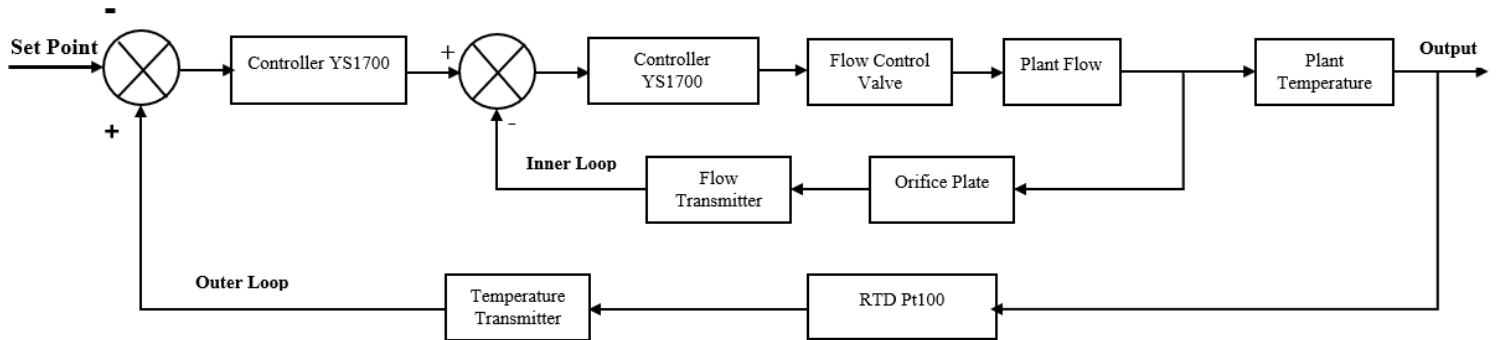 -
Set Point
Controller YS1700
+
Controller
YS1700
Flow Control
Valve
Plant Flow
Plant
Temperature
Output
+
-
Inner Loop
Flow
Transmitter
Orifice Plate
Outer Loop
Temperature
Transmitter
RTD Pt100